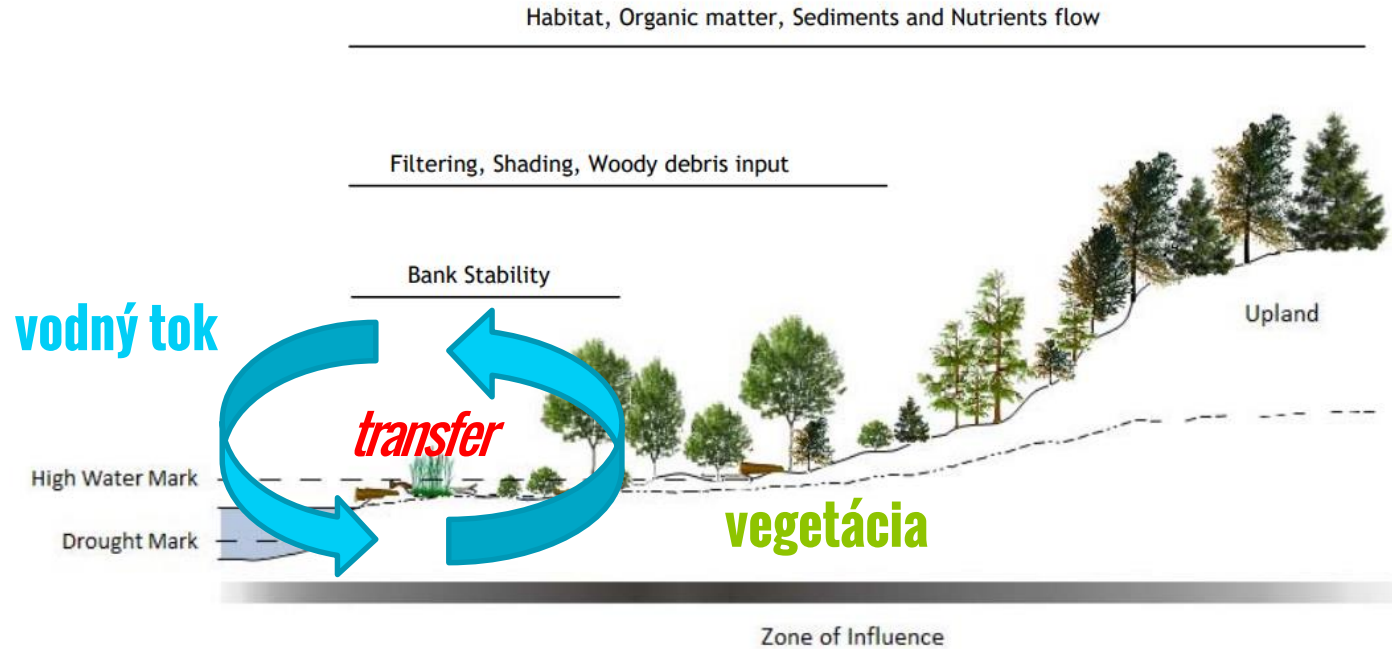 Habitat, Organic matter, Sediments and Nutrients flow
Filtering, Shading, Woody debris input
Bank Stability
vodný tok
Upland
transfer
High Water Mark
vegetácia
Drought Mark
Zone of Influence